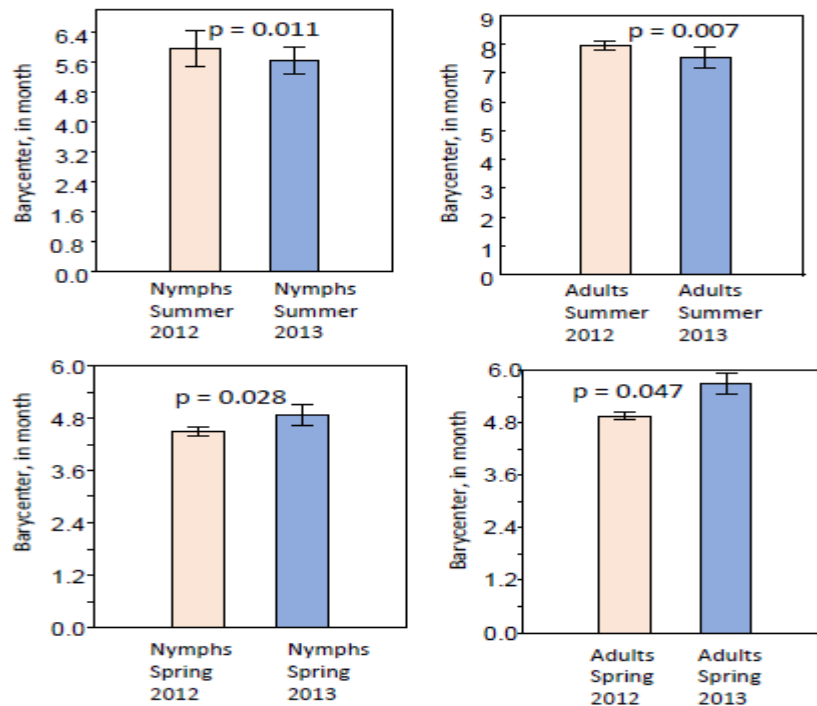 p = 0.011
Barycenter, in month
6.4
5.6
4.8
4.0
3.2
2.4
1.6
0.8
0.0
Nymphs Nymphs
Summer Summer
2012 2013
p = 0.007
Barycenter, in month
9
8
7
6
5
4
3
2
1
0
Adults Adults
Summer Summer
2012 2013
p = 0.028
Barycenter, in month
6.0
4.8
3.6
2.4
1.2
0.0
Nymphs Nymphs
Spring Spring
2012 2013
p = 0.047
Barycenter, in month
6.0
4.8
3.6
2.4
1.2
0.0
Adults Adults
Spring Spring
2012 2013